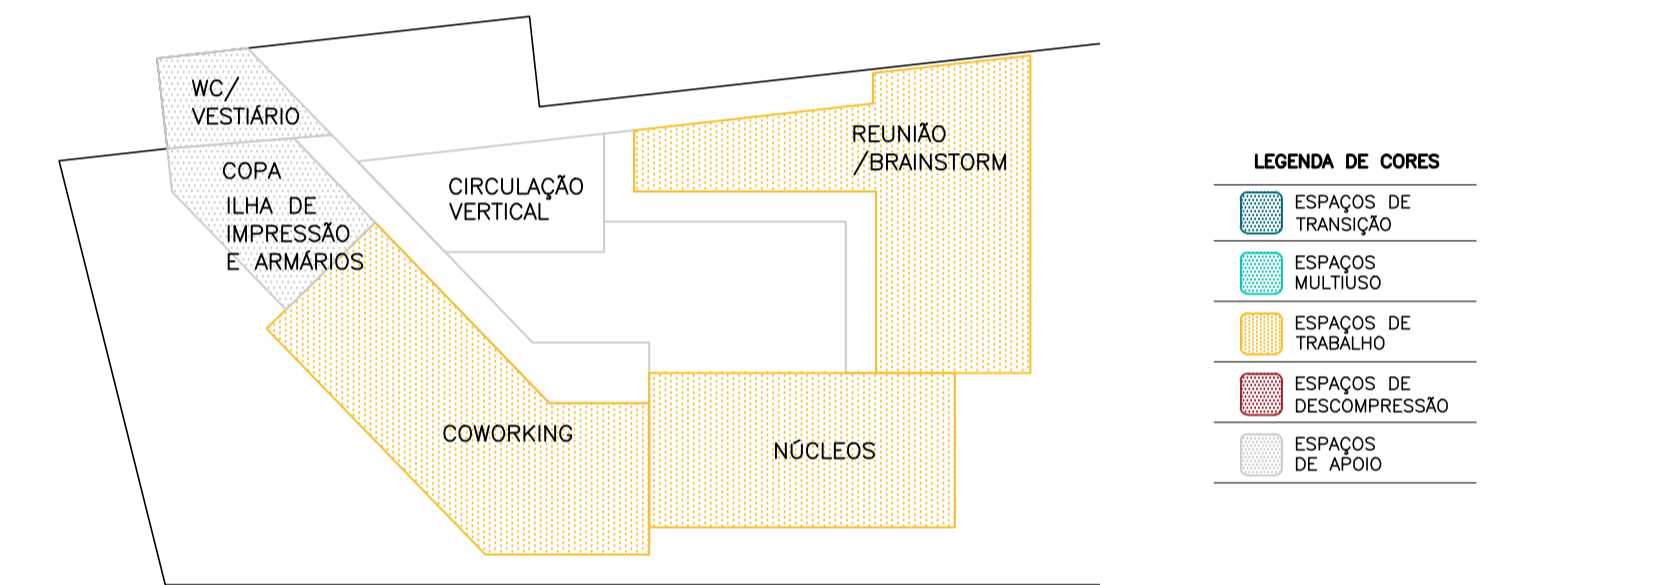 WC/
VESTIÁRIO
COPA
ILHA DE
IMPRESSÃO
E ARMÁRIOS
CIRCULAÇÃO
VERTICAL
REUNIÃO
/BRAINSTORM
COWORKING
NÚCLEOS
LEGENDA DE CORES
ESPAÇOS DE
TRANSIÇÃO
ESPAÇOS
MULTIUSO
ESPAÇOS DE
TRABALHO
ESPAÇOS DE
DESCOMPRESSÃO
ESPAÇOS
DE APOIO